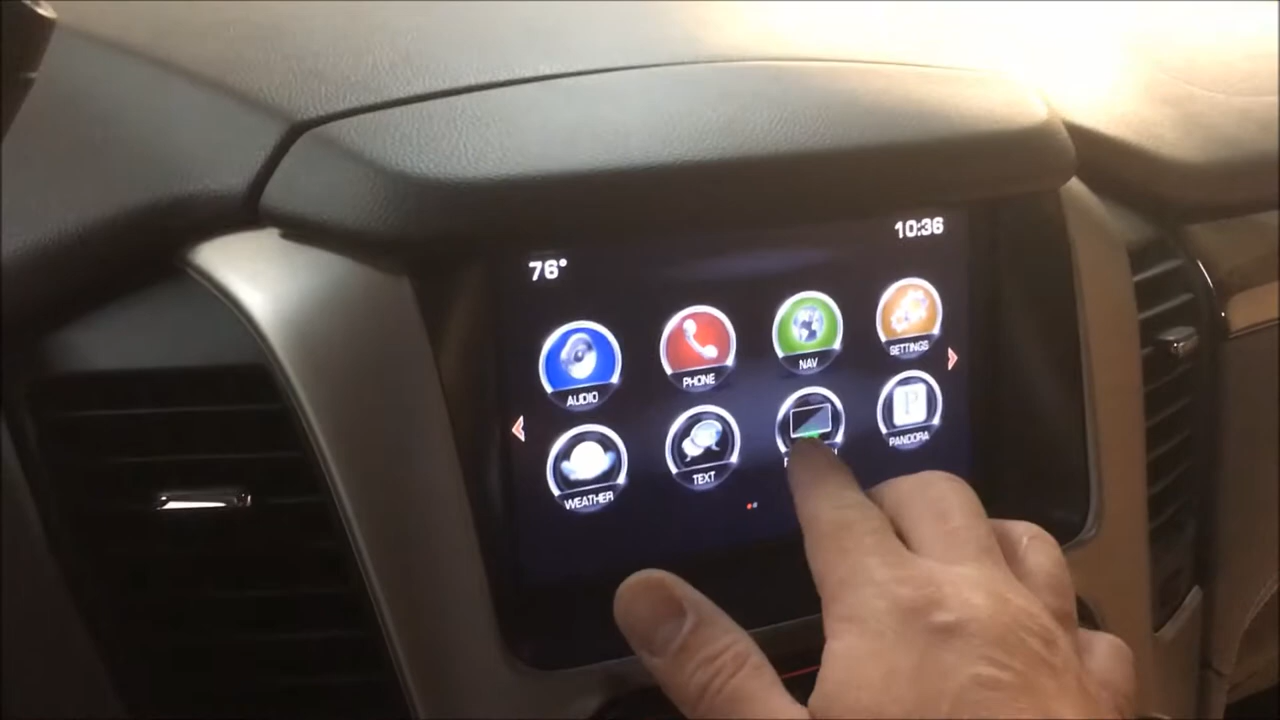 76°
10:36
AUDIO
PHONE
NAV
SETTINGS
WEATHER
TEXT
PANDORA